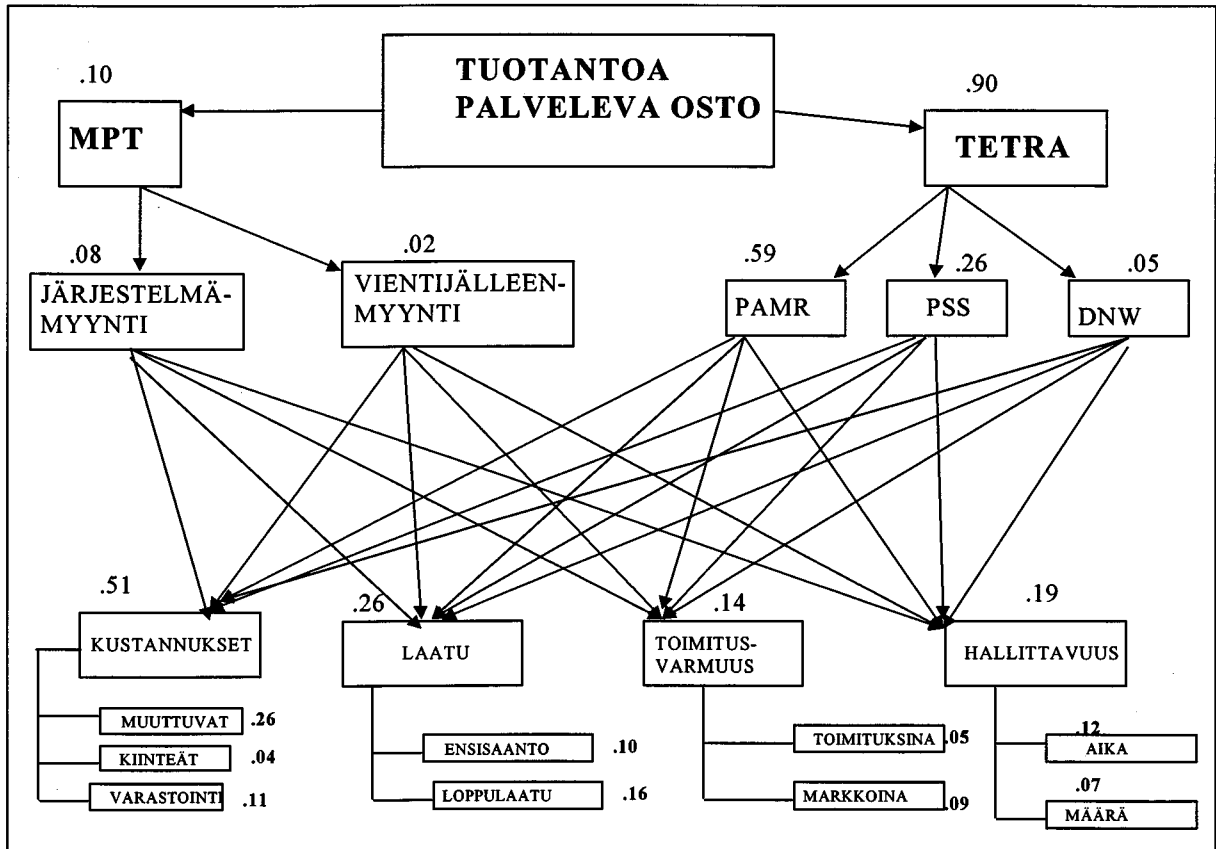 TUOTANTOA
PALVELEVA OSTO
.10
.90
MPT
TETRA
.08
.02
.59
.26
.05
JÄRJESTELMÄ-
MYYNTI
VIENTIJÄLLEEN-
MYYNTI
PAMR
PSS
DNW
.51
.26
.14
.19
KUSTANNUKSET
LAATU
TOIMITUS-
VARMUUS
HALLITTAVUUS
MUUTTUVAT .26
KIINTEÄT .04
VARASTOINTI .11
ENSISAANTO .10
LOPPULAATU .16
TOIMITUKSINA .05
MARKKOINA .09
.12
AIKA
.07
MÄÄRÄ